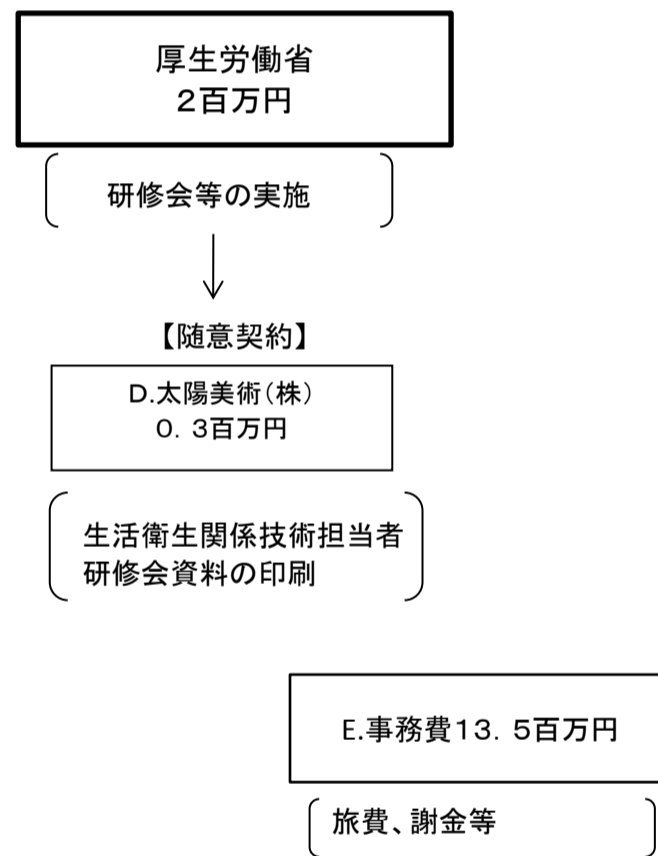 厚生労働省
2百万円
研修会等の実施
【随意契約】
D.太陽美術(株)
0.3百万円
生活衛生関係技術担当者
研修会資料の印刷
E.事務費13.5百万円
旅費、謝金等